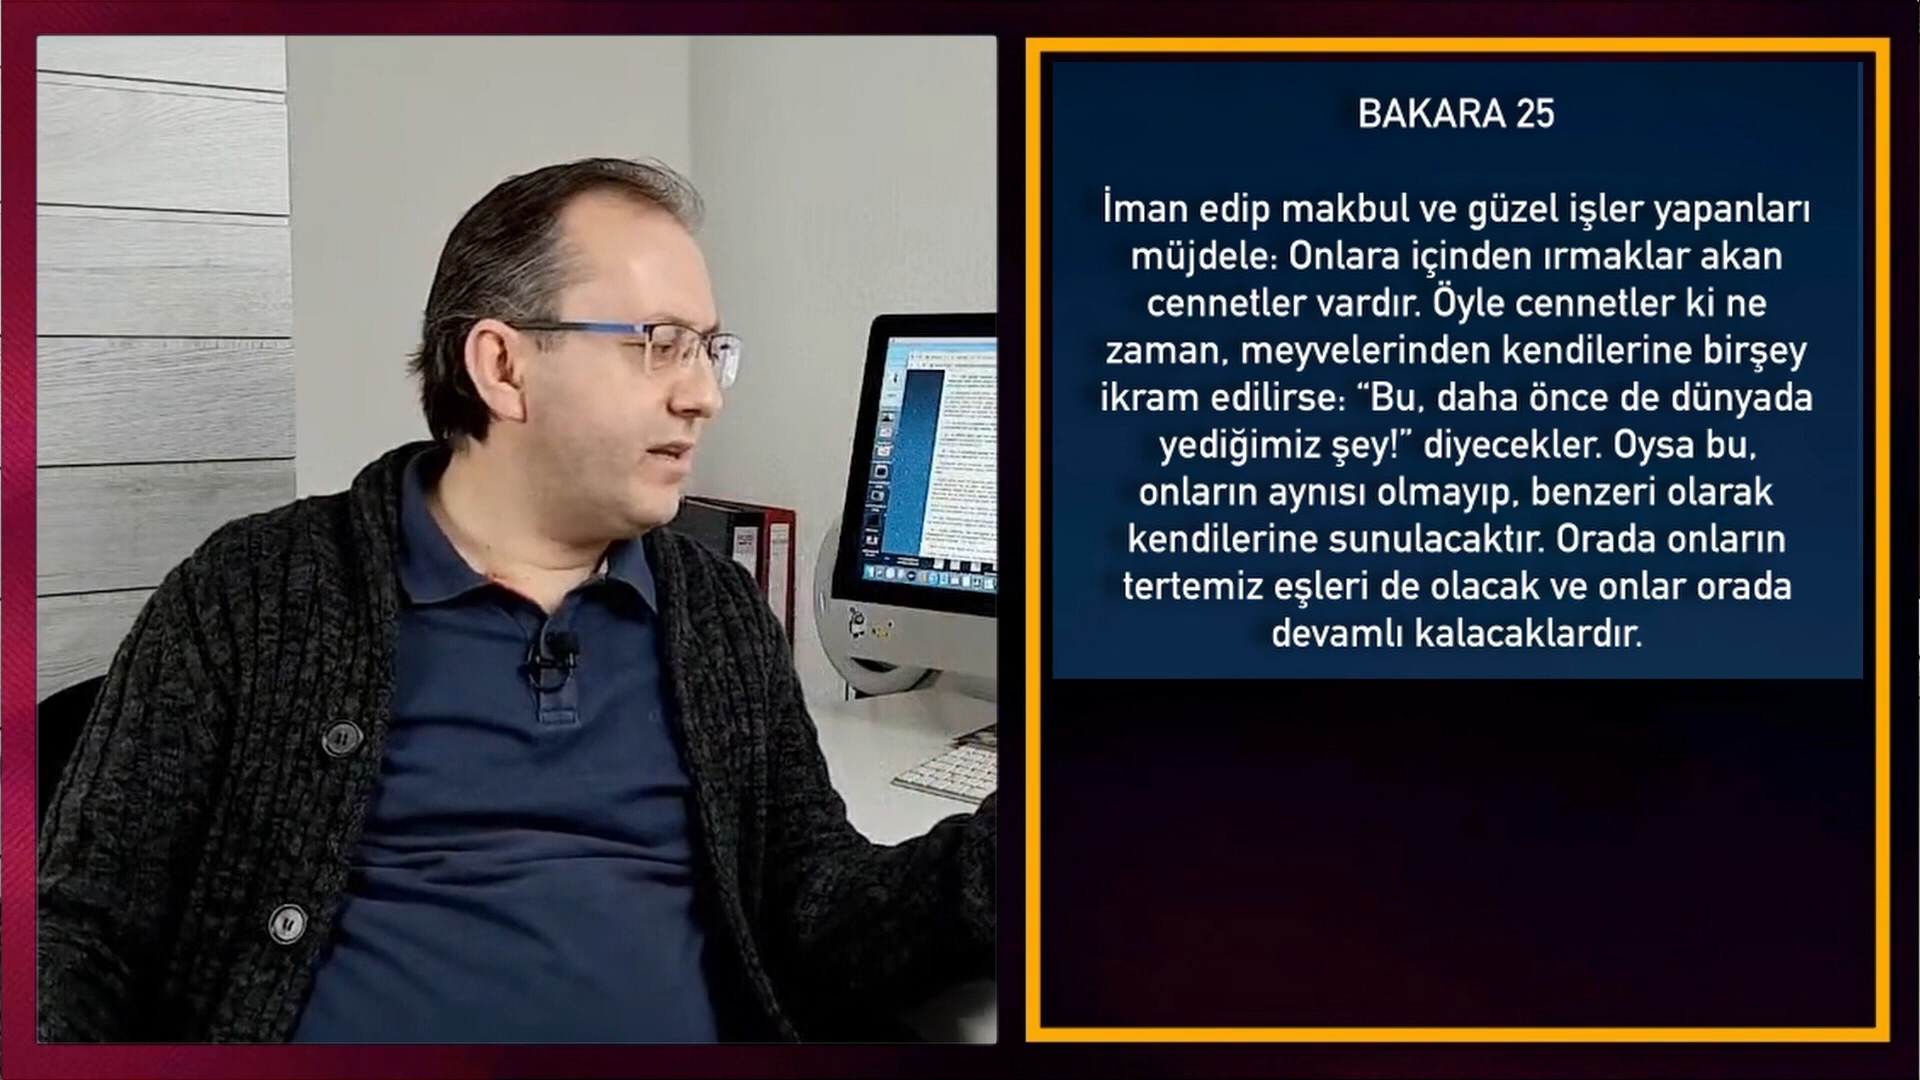 BAKARA 25
İman edip makbul ve güzel işler yapanları
müjdele: Onlara içinden ırmaklar akan
cennetler vardır. Öyle cennetler ki ne
zaman, meyvelerinden kendilerine birşey
ikram edilirse: “Bu, daha önce de dünyada
yediğimiz şey!” diyecekler. Oysa bu,
onların aynısı olmayıp, benzeri olarak
kendilerine sunulacaktır. Orada onların
tertemiz eşleri de olacak ve onlar orada
devamlı kalacaklardır.